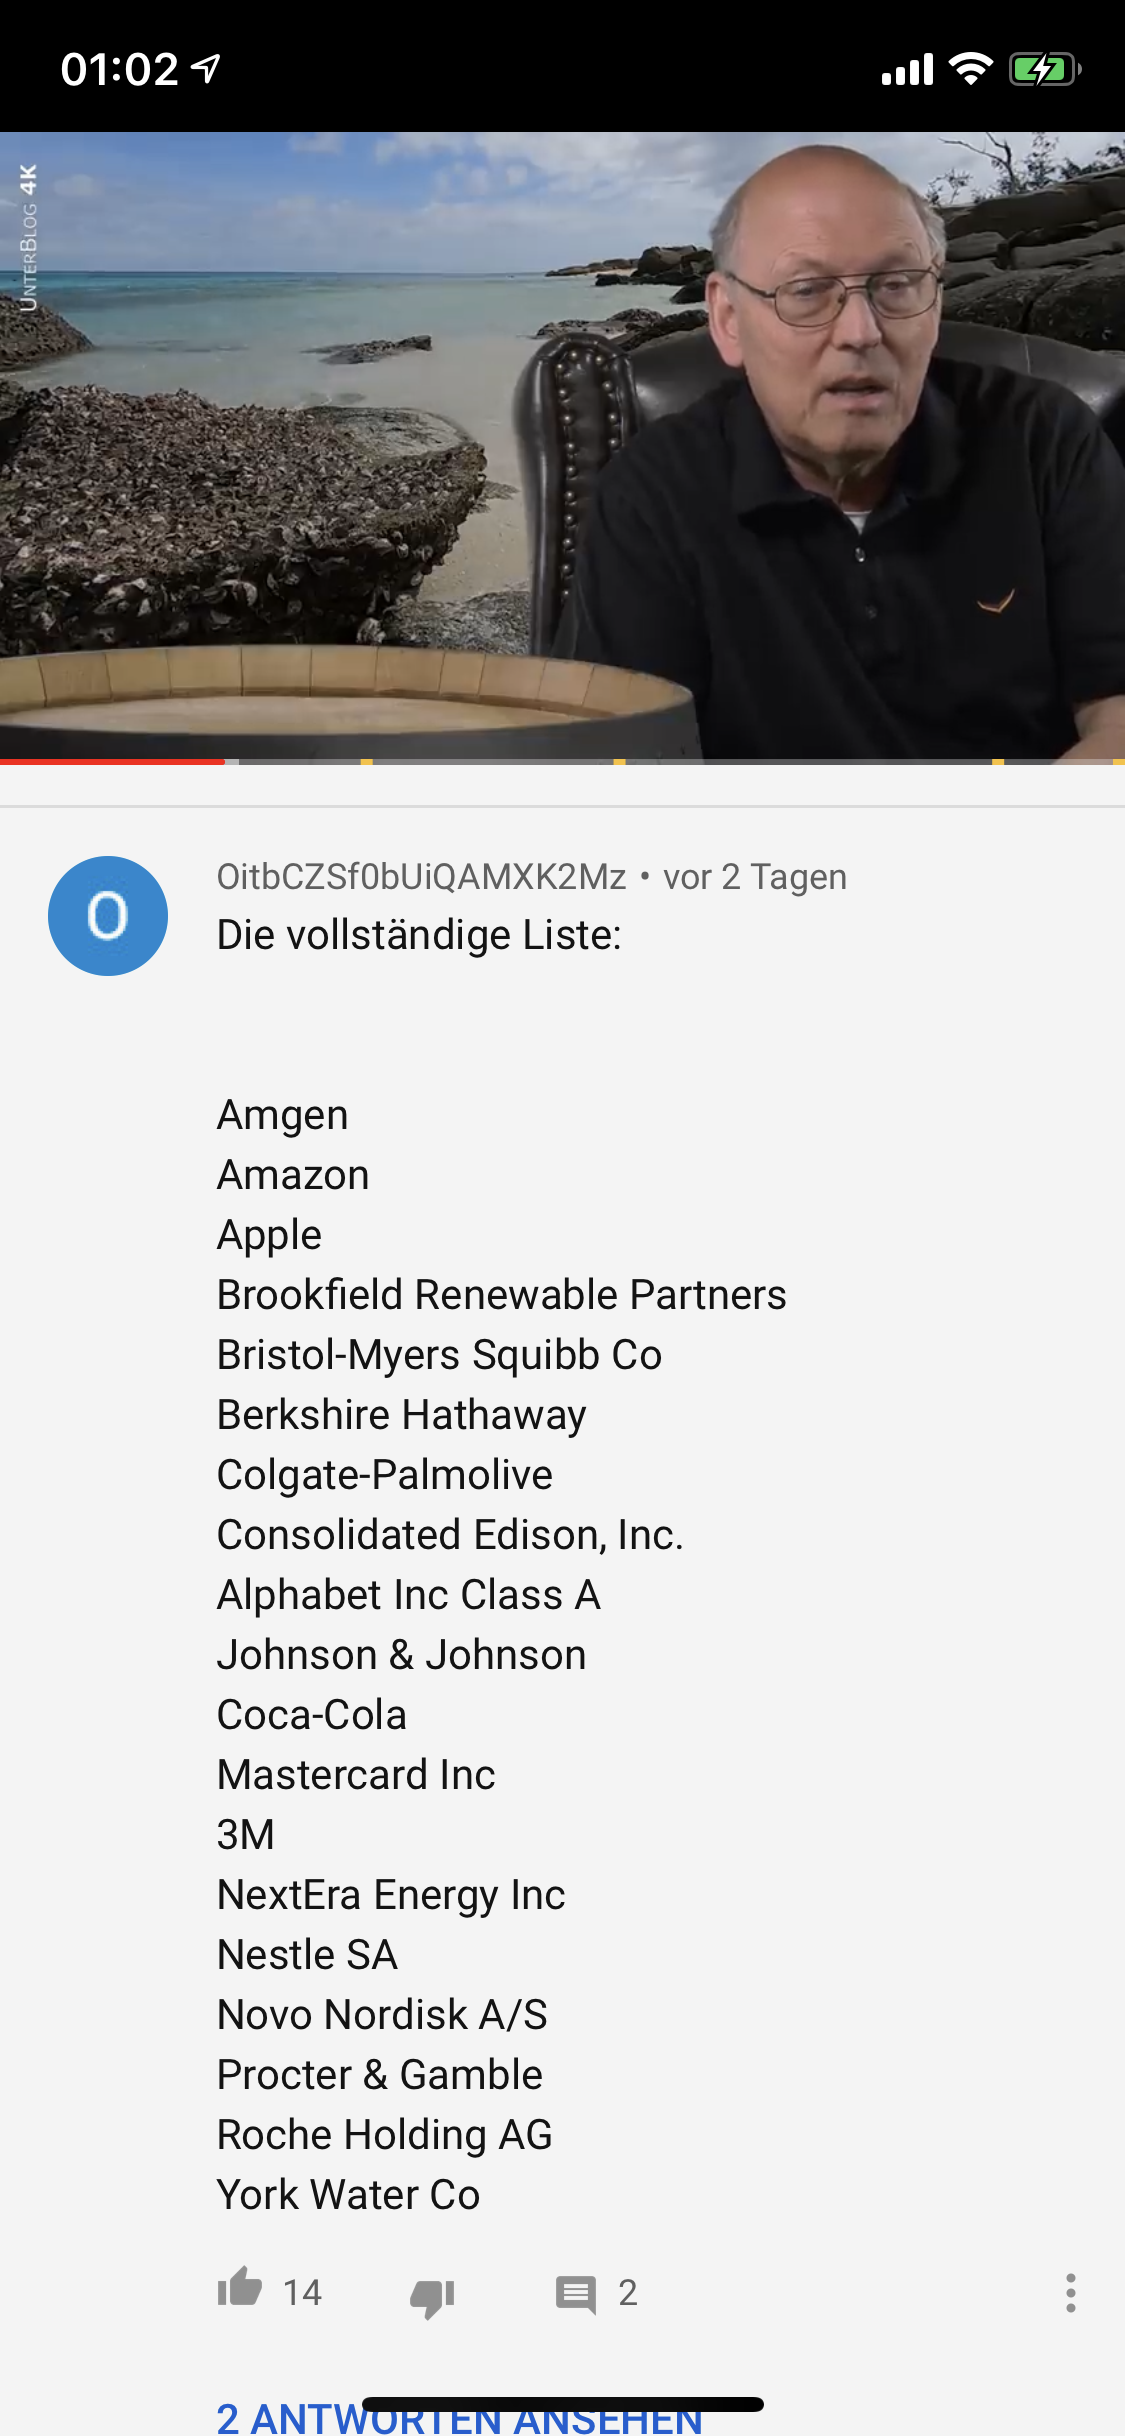 01:02
UNTERBLOG 4K
OitbCZSf0bUiQAMXK2Mz • vor 2 Tagen
Die vollständige Liste:
Amgen
Amazon
Apple
Brookfield Renewable Partners
Bristol-Myers Squibb Co
Berkshire Hathaway
Colgate-Palmolive
Consolidated Edison, Inc.
Alphabet Inc Class A
Johnson & Johnson
Coca-Cola
Mastercard Inc
3M
NextEra Energy Inc
Nestle SA
Novo Nordisk A/S
Procter & Gamble
Roche Holding AG
York Water Co
14 2
2 ANTWORTEN ANSEHEN